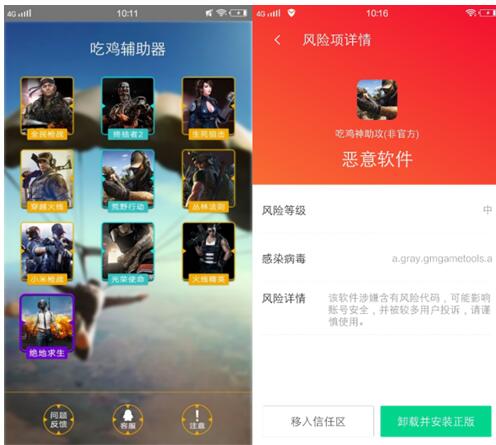 4G
10:11
吃鸡辅助器
全民枪战
终结者2
生死狙击
穿越火线
荒野行动
丛林法则
小米枪战
光荣使命
火线精英
绝地求生
问题
反馈
客服
注意
4G
10:16
风险项详情
吃鸡神助攻(非官方)
恶意软件
风险等级
中
感染病毒
a.gray.gmgametools.a
风险详情
该软件涉嫌含有风险代码，可能影响
账号安全，并被较多用户投诉，请谨
慎使用。
移入信任区
卸载并安装正版